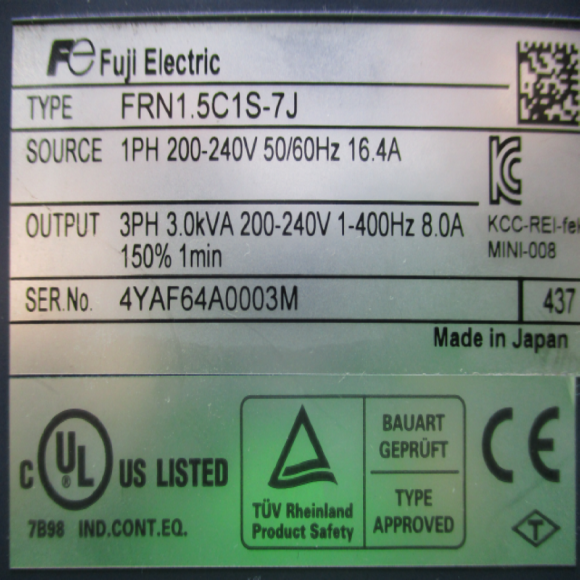 Fe Fuji Electric
TYPE FRN1.5C1S-7J
SOURCE 1PH 200-240V 50/60Hz 16.4A
OUTPUT 3PH 3.0kVA 200-240V 1-400Hz 8.0A
150% 1min
KCC-REI-fek
MINI-008
SER.No. 4YAF64A0003M 437
Made in Japan
C UL ® US LISTED
7B98 IND.CONT.EQ.
TÜV Rheinland
Product Safety
BAUART
GEPRÜFT
TYPE
APPROVED
CE
T